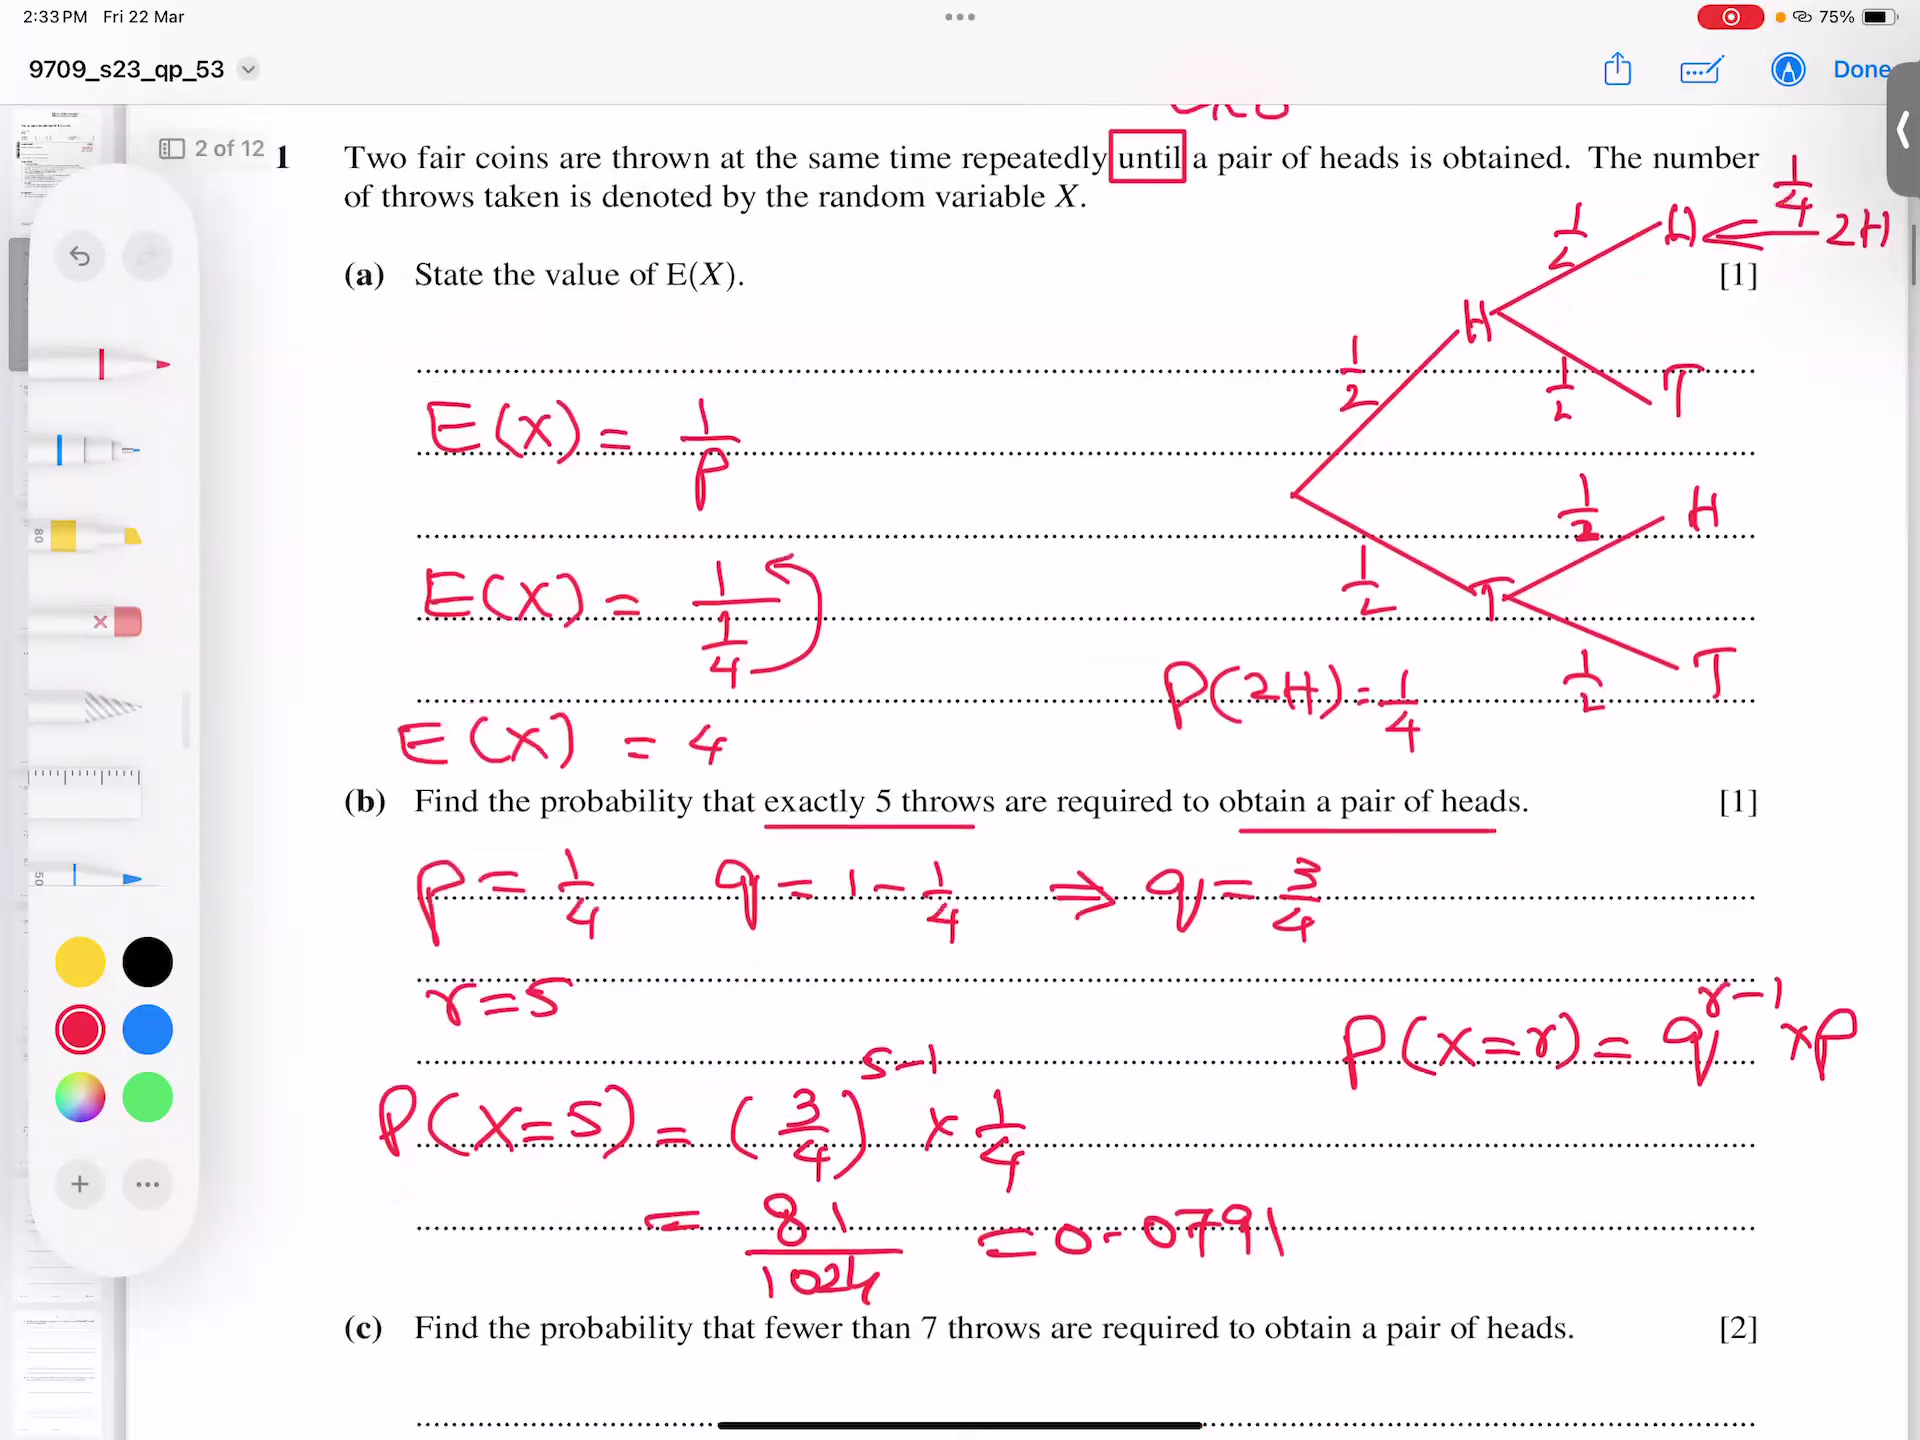 2:33 PM Fri 22 Mar
75%
9709_s23_qp_53
Done
2 of 12
1 Two fair coins are thrown at the same time repeatedly until a pair of heads is obtained. The number
of throws taken is denoted by the random variable X.
1/4
1/2 H 2H
(a) State the value of E(X). [1]
H
1/2
1/2 T
E(X) = 1/P
1/2 H
E(X) = 1/(1/4)
1/2 T
1/2 T
P(2H) = 1/4
E(X) = 4
(b) Find the probability that exactly 5 throws are required to obtain a pair of heads. [1]
P = 1/4 q = 1 - 1/4 ⇒ q = 3/4
r = 5
P(X=r) = q^(r-1) × P
P(X=5) = (3/4)^(5-1) × 1/4
= 81/1024 = 0.0791
(c) Find the probability that fewer than 7 throws are required to obtain a pair of heads. [2]
80
50